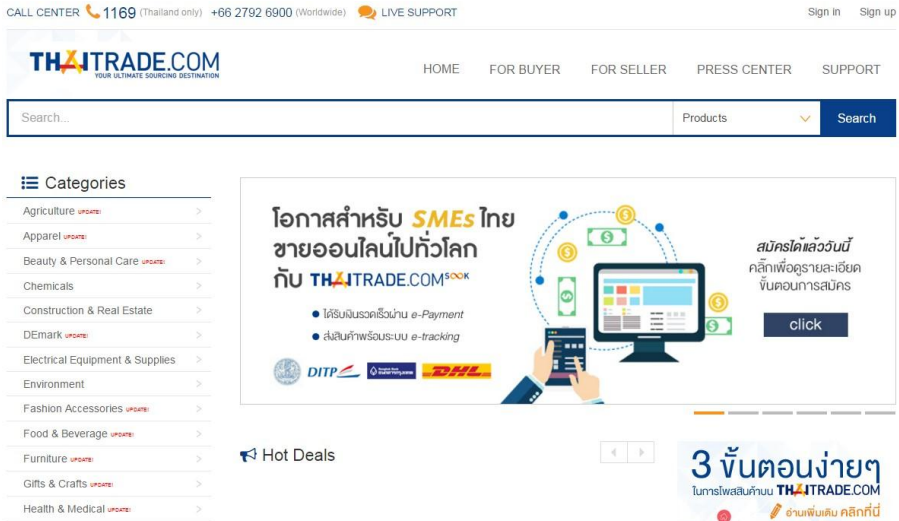 CALL CENTER 1169 (Thailand only) +66 2792 6900 (Worldwide) LIVE SUPPORT
Sign in Sign up
THAITRADE.COM
YOUR ULTIMATE SOURCING DESTINATION
HOME FOR BUYER FOR SELLER PRESS CENTER SUPPORT
Search... Products Search
Categories
Agriculture UPDATE!
Apparel UPDATE!
Beauty & Personal Care UPDATE!
Chemicals
Construction & Real Estate
DEmark UPDATE!
Electrical Equipment & Supplies
Environment
Fashion Accessories UPDATE!
Food & Beverage UPDATE!
Furniture UPDATE!
Gifts & Crafts UPDATE!
Health & Medical UPDATE!
โอกาสสำหรับ SMEs ไทย
ขายออนไลน์ไปทั่วโลก
กับ THAITRADE.COM SOOK
ได้รับเงินรวดเร็วผ่าน e-Payment
ส่งสินค้าพร้อมระบบ e-tracking
DITP DHL
สมัครได้แล้ววันนี้
คลิ๊กเพื่อดูรายละเอียด
ขั้นตอนการสมัคร
click
Hot Deals
3 ขั้นตอนง่ายๆ
ในการโพสสินค้าบน THAITRADE.COM
อ่านเพิ่มเติม คลิกที่นี่